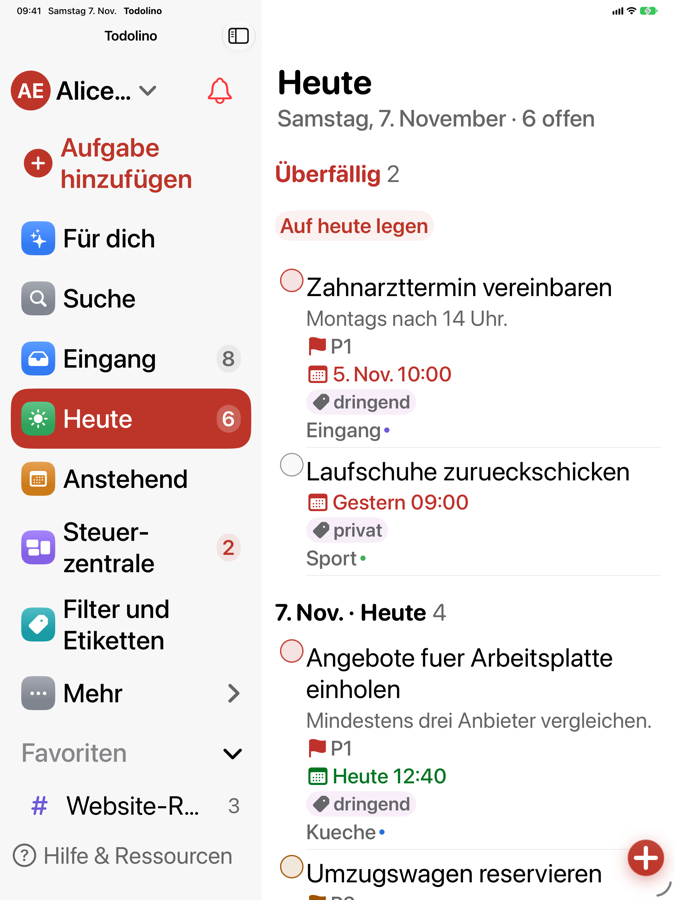 09:41 Samstag 7. Nov. Todolino
Todolino
AE Alice...
Aufgabe
hinzufügen
Für dich
Suche
Eingang 8
Heute 6
Anstehend
Steuer-
zentrale 2
Filter und
Etiketten
Mehr
Favoriten
# Website-R... 3
Hilfe & Ressourcen
Heute
Samstag, 7. November · 6 offen
Überfällig 2
Auf heute legen
Zahnarzttermin vereinbaren
Montags nach 14 Uhr.
P1
5. Nov. 10:00
dringend
Eingang
Laufschuhe zurueckschicken
Gestern 09:00
privat
Sport
7. Nov. · Heute 4
Angebote fuer Arbeitsplatte
einholen
Mindestens drei Anbieter vergleichen.
P1
Heute 12:40
dringend
Kueche
Umzugswagen reservieren